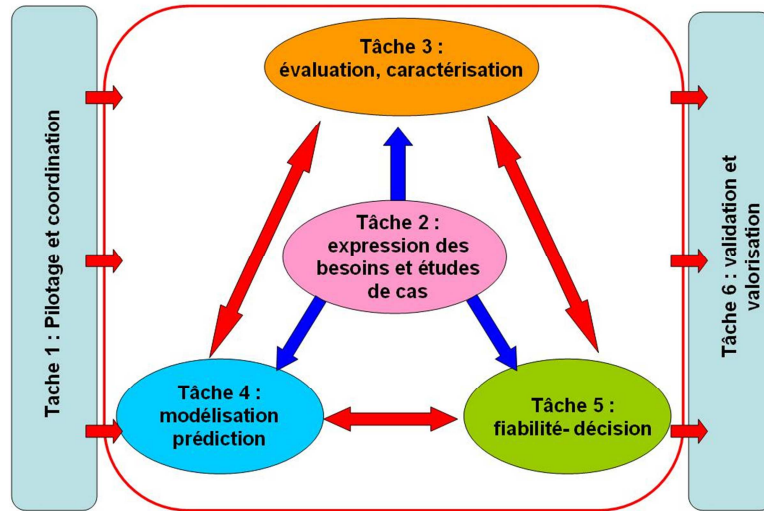 Tache 1 : Pilotage et coordination
Tâche 3 :
évaluation, caractérisation
Tâche 2 :
expression des
besoins et études
de cas
Tâche 4 :
modélisation
prédiction
Tâche 5 :
fiabilité- décision
Tâche 6 : validation et
valorisation